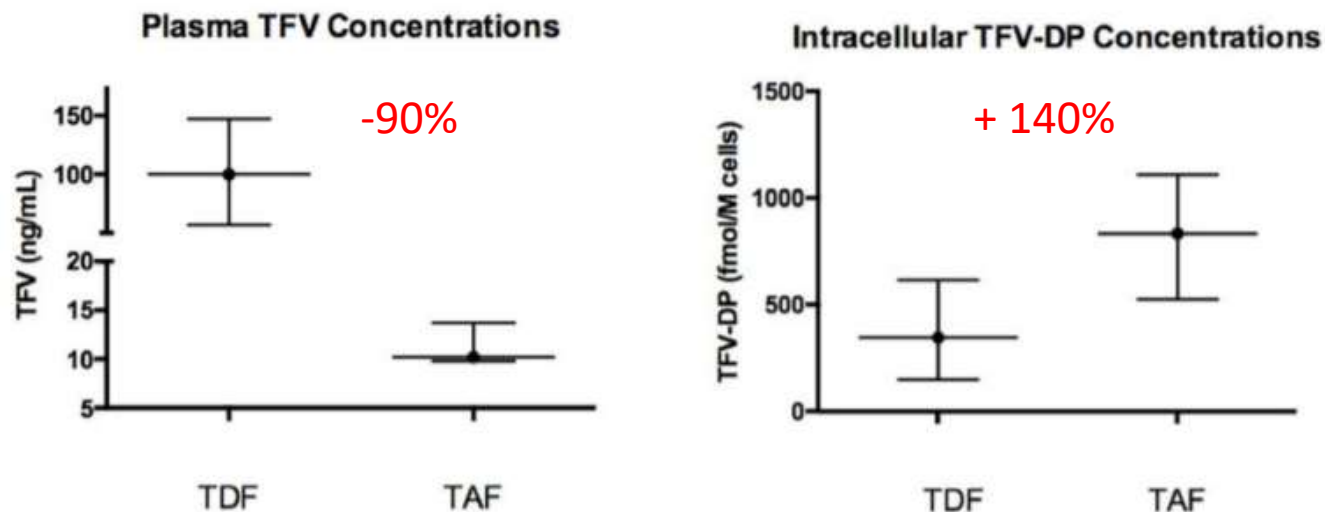 Plasma TFV Concentrations
-90%
TFV (ng/mL)
150
100
20
15
10
5
TDF TAF
Intracellular TFV-DP Concentrations
+ 140%
TFV-DP (fmol/M cells)
1500
1000
500
0
TDF TAF